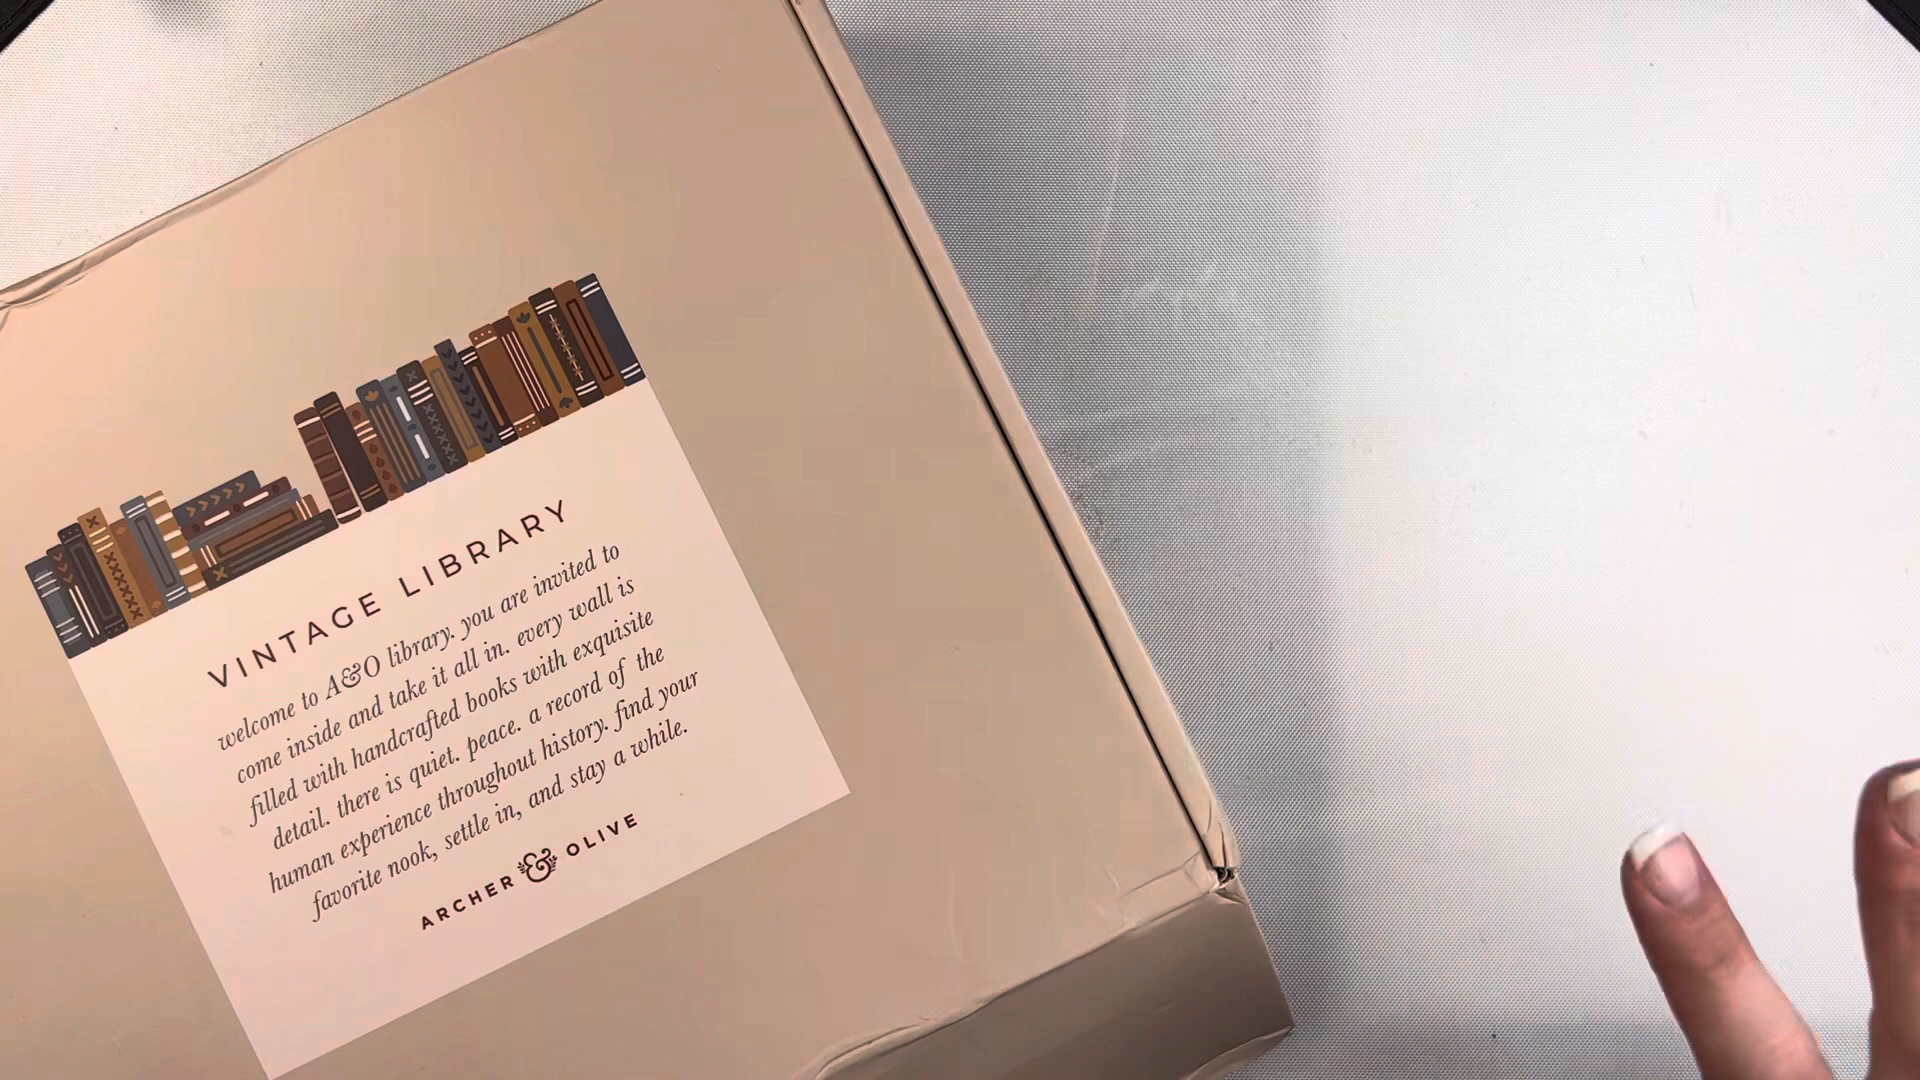 VINTAGE LIBRARY
welcome to A&O library. you are invited to
come inside and take it all in. every wall is
filled with handcrafted books with exquisite
detail. there is quiet. peace. a record of the
human experience throughout history. find your
favorite nook, settle in, and stay a while.
ARCHER & OLIVE